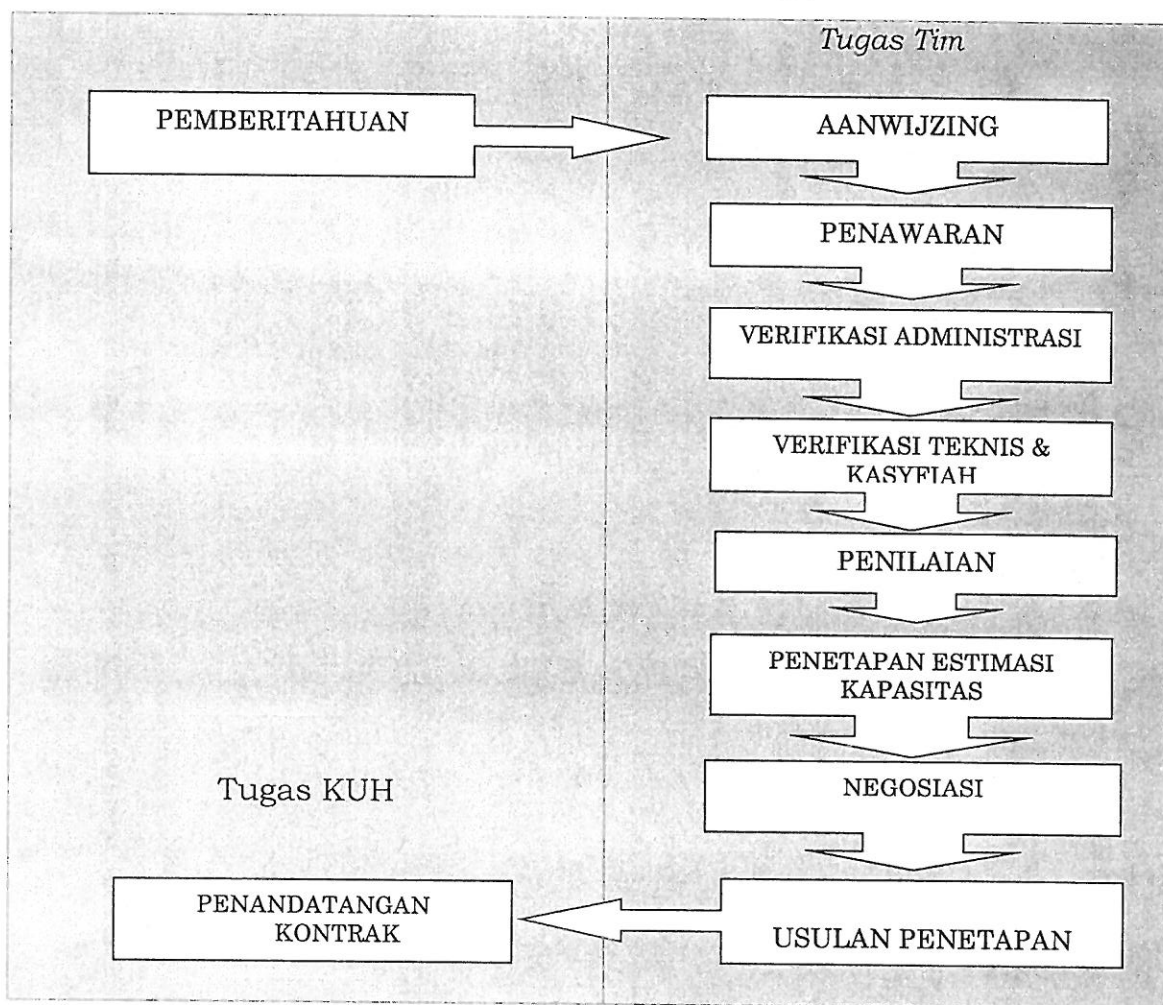 Tugas Tim
PEMBERITAHUAN
AANWIJZING
PENAWARAN
VERIFIKASI ADMINISTRASI
VERIFIKASI TEKNIS &
KASYFIAH
PENILAIAN
PENETAPAN ESTIMASI
KAPASITAS
NEGOSIASI
Tugas KUH
USULAN PENETAPAN
PENANDATANGAN
KONTRAK